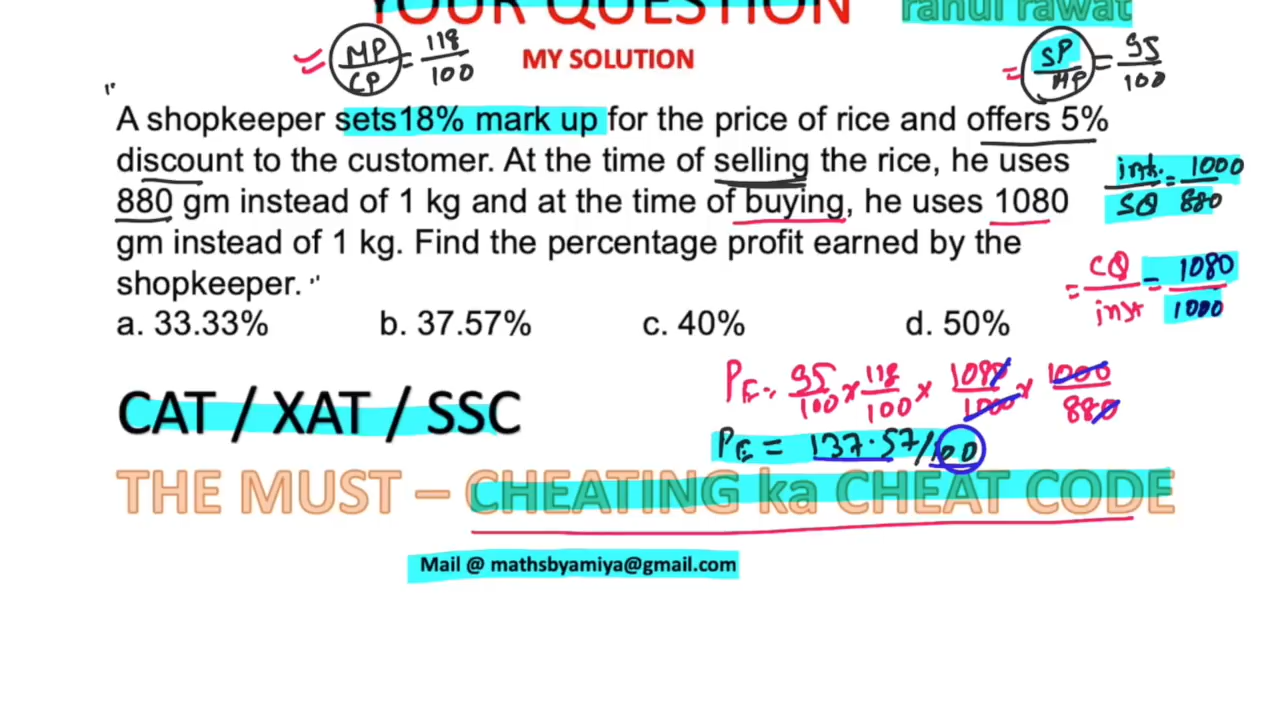 YOUR QUESTION
rahul rawat
MP/CP = 118/100
MY SOLUTION
= SP/MP = 95/100
"
A shopkeeper sets18% mark up for the price of rice and offers 5%
discount to the customer. At the time of selling the rice, he uses
880 gm instead of 1 kg and at the time of buying, he uses 1080
gm instead of 1 kg. Find the percentage profit earned by the
shopkeeper. "
inst. / SQ = 1000/880
= CQ/inst = 1080/1000
a. 33.33% b. 37.57% c. 40% d. 50%
PE = 95/100 × 118/100 × 1080/1000 × 1000/880
PE = 137.57/100
CAT / XAT / SSC
THE MUST – CHEATING ka CHEAT CODE
Mail @ mathsbyamiya@gmail.com